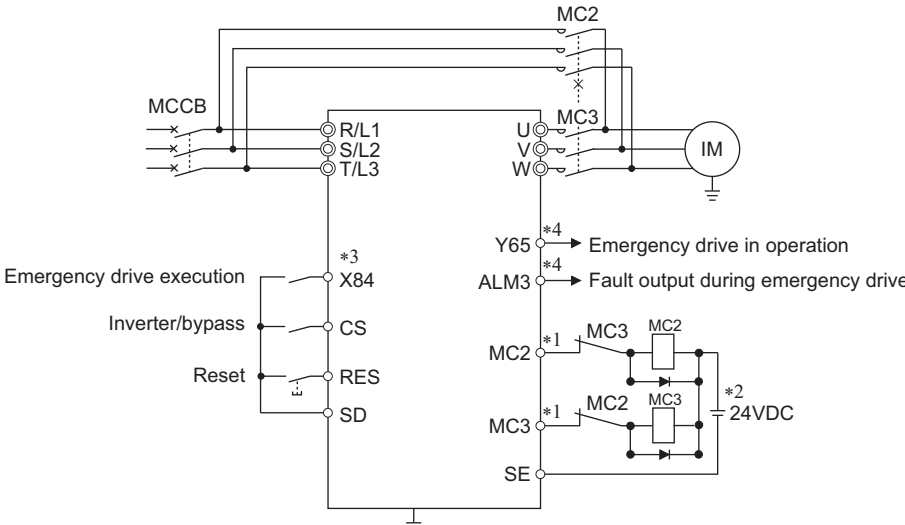 MC2
MCCB
R/L1
S/L2
T/L3
U
V
W
MC3
IM
*3
Emergency drive execution
X84
Inverter/bypass
CS
Reset
RES
SD
*4
Y65
Emergency drive in operation
*4
ALM3
Fault output during emergency drive
MC2
*1
MC3
MC2
MC3
*1
MC2
MC3
*2
24VDC
SE